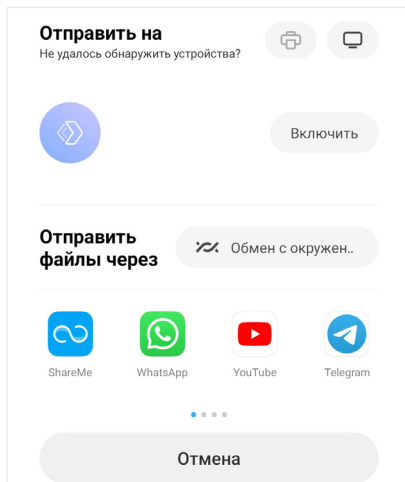 Отправить на
Не удалось обнаружить устройства?
Включить
Отправить
файлы через
Обмен с окружен..
ShareMe
WhatsApp
YouTube
Telegram
Отмена